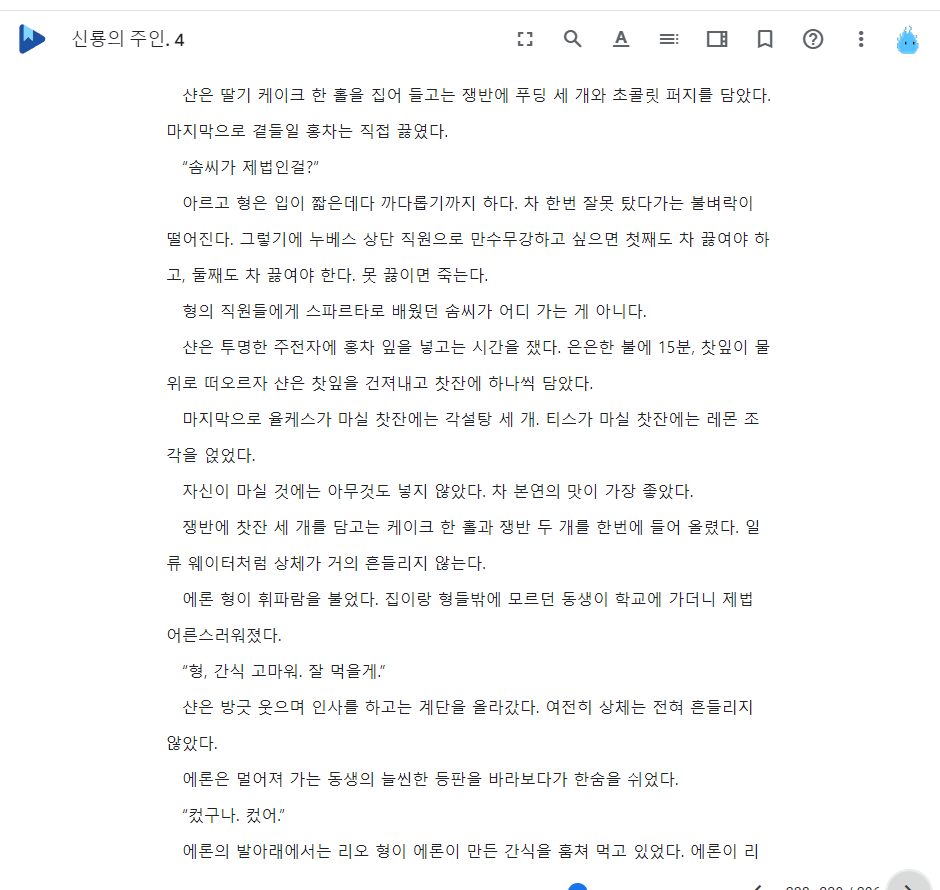 신룡의 주인. 4
샨은 딸기 케이크 한 홀을 집어 들고는 쟁반에 푸딩 세 개와 초콜릿 퍼지를 담았다.
마지막으로 곁들일 홍차는 직접 끓였다.
“솜씨가 제법인걸?”
아르고 형은 입이 짧은데다 까다롭기까지 하다. 차 한번 잘못 탔다가는 불벼락이
떨어진다. 그렇기에 누베스 상단 직원으로 만수무강하고 싶으면 첫째도 차 끓여야 하
고, 둘째도 차 끓여야 한다. 못 끓이면 죽는다.
형의 직원들에게 스파르타로 배웠던 솜씨가 어디 가는 게 아니다.
샨은 투명한 주전자에 홍차 잎을 넣고는 시간을 쟀다. 은은한 불에 15분, 찻잎이 물
위로 떠오르자 샨은 찻잎을 건져내고 찻잔에 하나씩 담았다.
마지막으로 율케스가 마실 찻잔에는 각설탕 세 개. 티스가 마실 찻잔에는 레몬 조
각을 얹었다.
자신이 마실 것에는 아무것도 넣지 않았다. 차 본연의 맛이 가장 좋았다.
쟁반에 찻잔 세 개를 담고는 케이크 한 홀과 쟁반 두 개를 한번에 들어 올렸다. 일
류 웨이터처럼 상체가 거의 흔들리지 않는다.
에론 형이 휘파람을 불었다. 집이랑 형들밖에 모르던 동생이 학교에 가더니 제법
어른스러워졌다.
“형, 간식 고마워. 잘 먹을게.”
샨은 방긋 웃으며 인사를 하고는 계단을 올라갔다. 여전히 상체는 전혀 흔들리지
않았다.
에론은 멀어져 가는 동생의 늘씬한 등판을 바라보다가 한숨을 쉬었다.
“컸구나. 컸어.”
에론의 발아래에서는 리오 형이 에론이 만든 간식을 훔쳐 먹고 있었다. 에론이 리